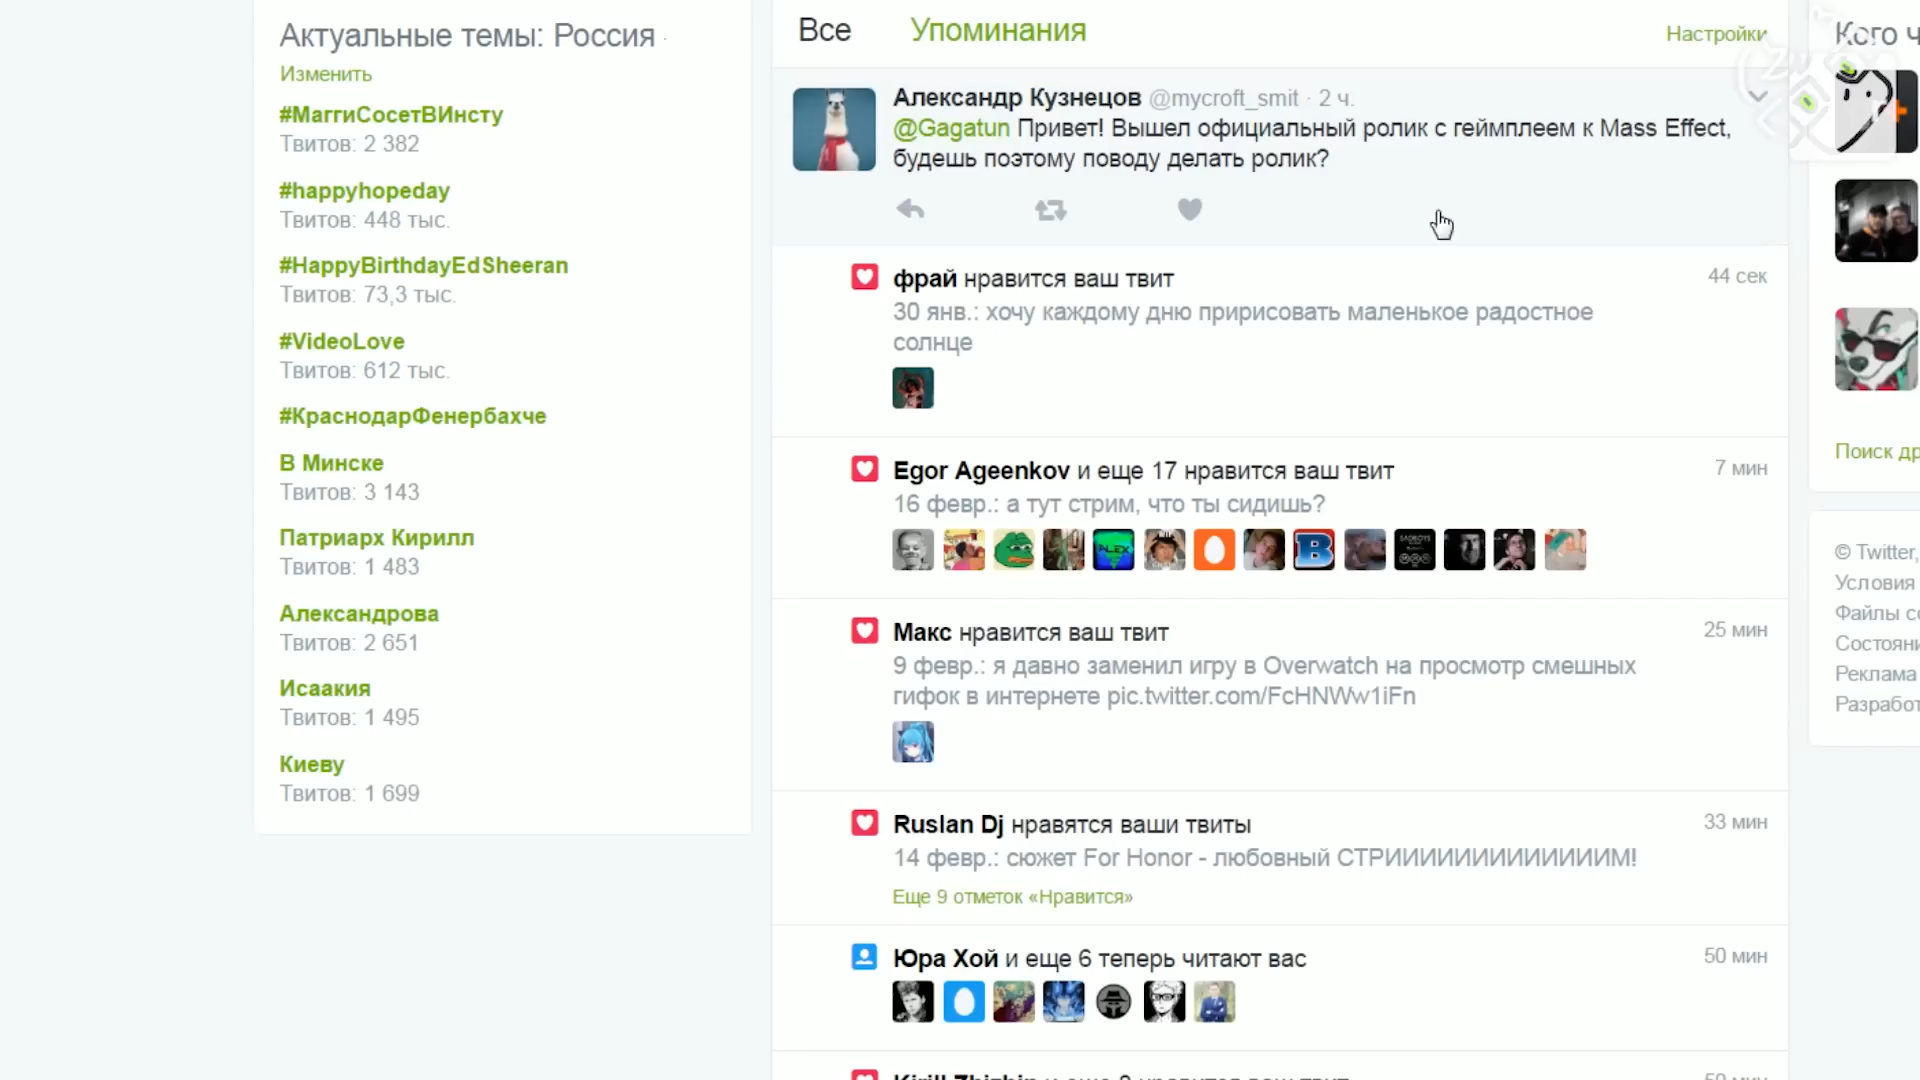 Актуальные темы: Россия ·
Изменить
#МаггиСосетВИнсту
Твитов: 2 382
#happyhopeday
Твитов: 448 тыс.
#HappyBirthdayEdSheeran
Твитов: 73,3 тыс.
#VideoLove
Твитов: 612 тыс.
#КраснодарФенербахче
В Минске
Твитов: 3 143
Патриарх Кирилл
Твитов: 1 483
Александрова
Твитов: 2 651
Исаакия
Твитов: 1 495
Киеву
Твитов: 1 699
Все Упоминания Настройки
Александр Кузнецов @mycroft_smit · 2 ч.
@Gagatun Привет! Вышел официальный ролик с геймплеем к Mass Effect,
будешь поэтому поводу делать ролик?
фрай нравится ваш твит 44 сек
30 янв.: хочу каждому дню пририсовать маленькое радостное
солнце
Egor Ageenkov и еще 17 нравится ваш твит 7 мин
16 февр.: а тут стрим, что ты сидишь?
Макс нравится ваш твит 25 мин
9 февр.: я давно заменил игру в Overwatch на просмотр смешных
гифок в интернете pic.twitter.com/FcHNWw1iFn
Ruslan Dj нравятся ваши твиты 33 мин
14 февр.: сюжет For Honor - любовный СТРИИИИИИИИИИИИИМ!
Еще 9 отметок «Нравится»
Юра Хой и еще 6 теперь читают вас 50 мин
Кого ч
Поиск др
© Twitter,
Условия
Файлы co
Состояни
Реклама
Разработ